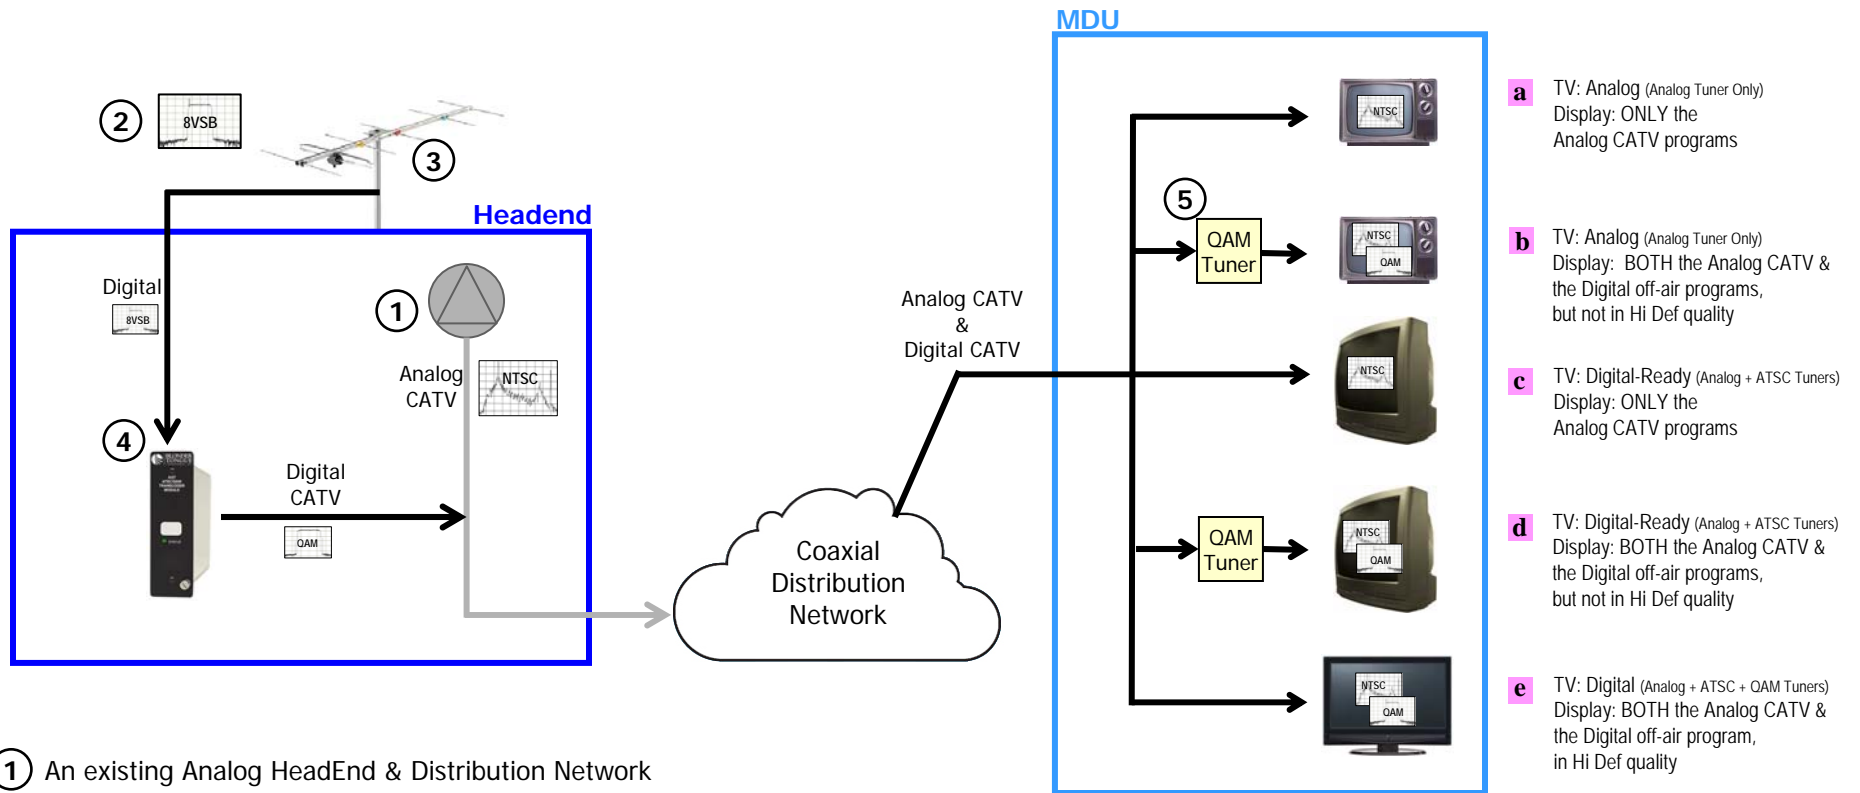 MDU
2
8VSB
3
Headend
Digital
8VSB
1
Analog
CATV
NTSC
4
BLONDER
TONGUE
Digital
CATV
QAM
Coaxial
Distribution
Network
Analog CATV
&
Digital CATV
NTSC
5
QAM
Tuner
NTSC
QAM
NTSC
QAM
Tuner
NTSC
QAM
NTSC
QAM
a
TV: Analog (Analog Tuner Only)
Display: ONLY the
Analog CATV programs
b
TV: Analog (Analog Tuner Only)
Display: BOTH the Analog CATV &
the Digital off-air programs,
but not in Hi Def quality
c
TV: Digital-Ready (Analog + ATSC Tuners)
Display: ONLY the
Analog CATV programs
d
TV: Digital-Ready (Analog + ATSC Tuners)
Display: BOTH the Analog CATV &
the Digital off-air programs,
but not in Hi Def quality
e
TV: Digital (Analog + ATSC + QAM Tuners)
Display: BOTH the Analog CATV &
the Digital off-air program,
in Hi Def quality
1 An existing Analog HeadEnd & Distribution Network